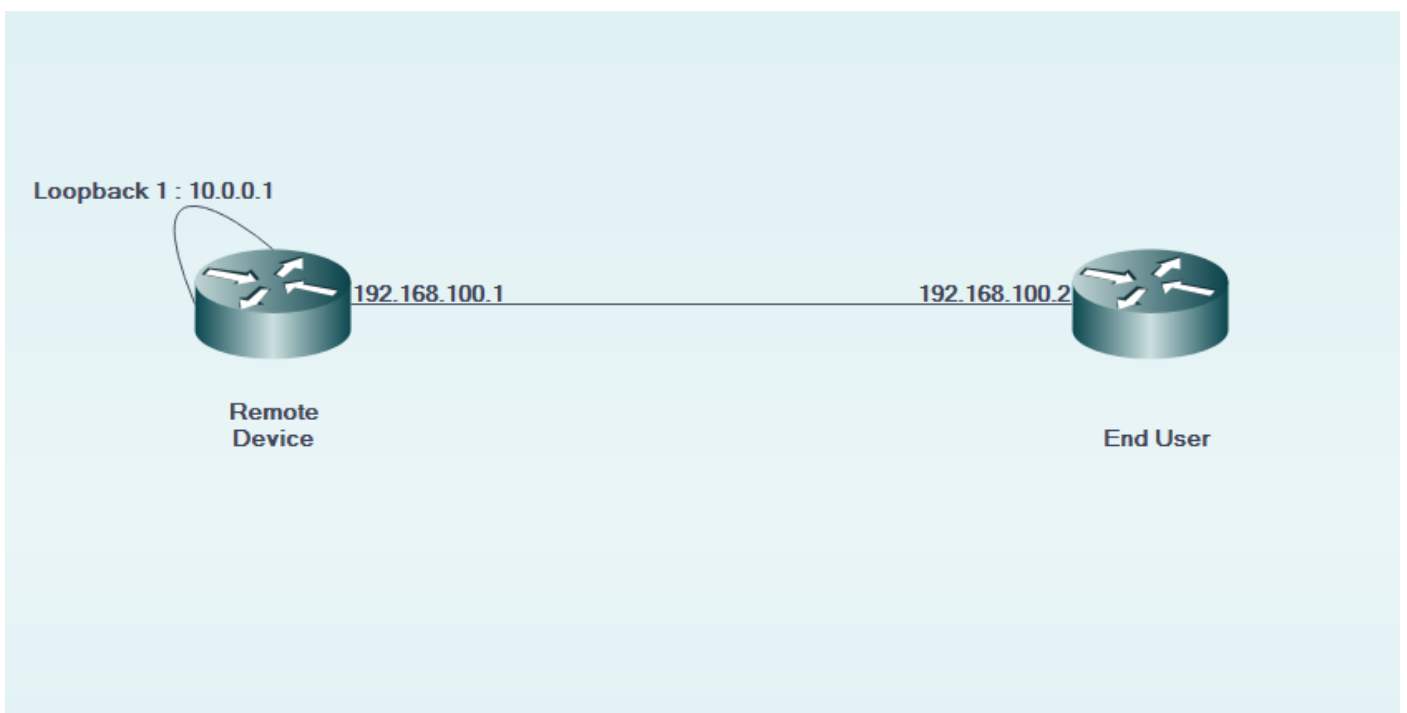 Loopback 1 : 10.0.0.1
192.168.100.1
192.168.100.2
Remote
Device
End User